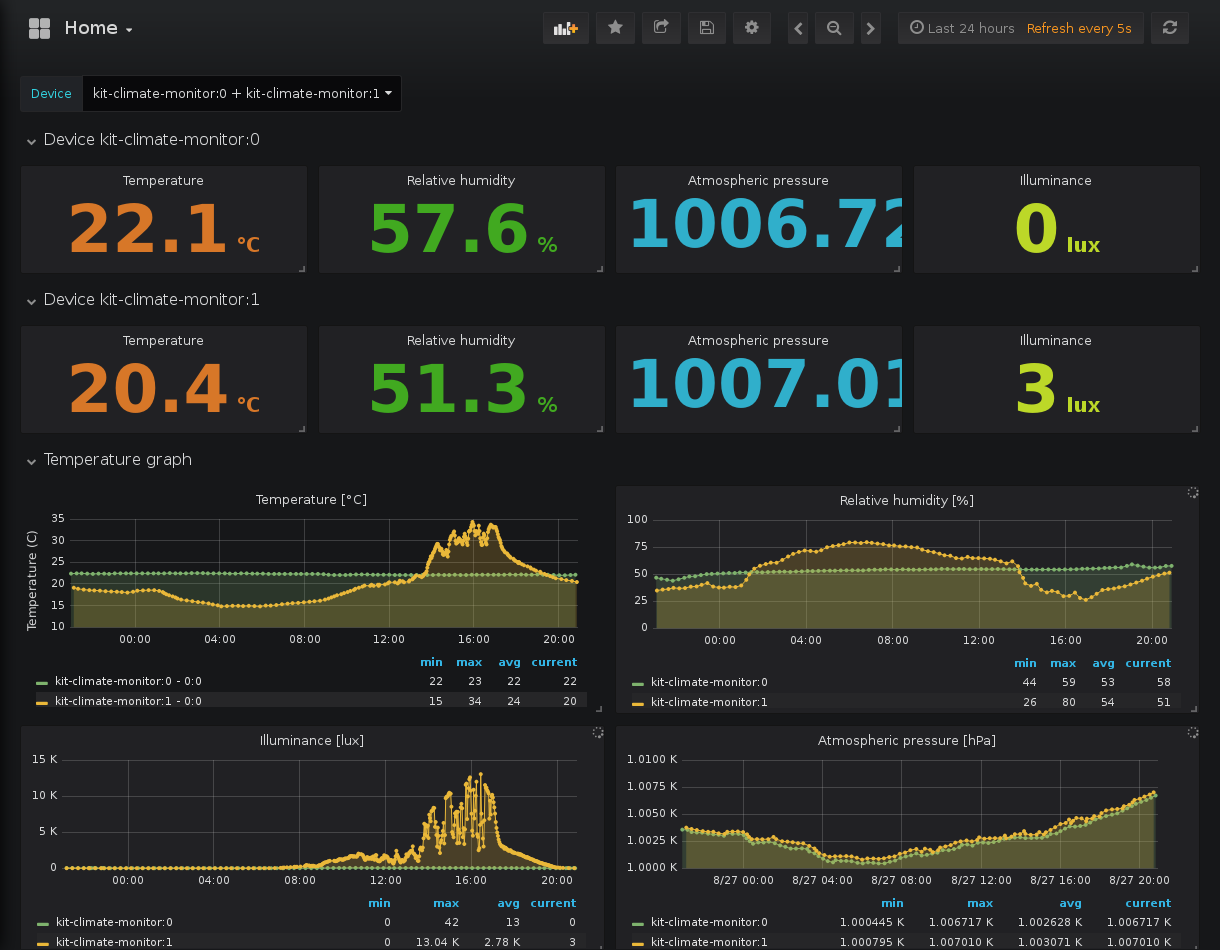 Home
Last 24 hours Refresh every 5s
Device kit-climate-monitor:0 + kit-climate-monitor:1
Device kit-climate-monitor:0
Temperature
22.1 °C
Relative humidity
57.6 %
Atmospheric pressure
1006.72
Illuminance
0 lux
Device kit-climate-monitor:1
Temperature
20.4 °C
Relative humidity
51.3 %
Atmospheric pressure
1007.01
Illuminance
3 lux
Temperature graph
Temperature [°C]
Temperature (C)
35
30
25
20
15
10
00:00 04:00 08:00 12:00 16:00 20:00
min max avg current
kit-climate-monitor:0 - 0:0 22 23 22 22
kit-climate-monitor:1 - 0:0 15 34 24 20
Relative humidity [%]
100
75
50
25
0
00:00 04:00 08:00 12:00 16:00 20:00
min max avg current
kit-climate-monitor:0 44 59 53 58
kit-climate-monitor:1 26 80 54 51
Illuminance [lux]
15 K
10 K
5 K
0
00:00 04:00 08:00 12:00 16:00 20:00
min max avg current
kit-climate-monitor:0 0 42 13 0
kit-climate-monitor:1 0 13.04 K 2.78 K 3
Atmospheric pressure [hPa]
1.0100 K
1.0075 K
1.0050 K
1.0025 K
1.0000 K
8/27 00:00 8/27 04:00 8/27 08:00 8/27 12:00 8/27 16:00 8/27 20:00
min max avg current
kit-climate-monitor:0 1.000445 K 1.006717 K 1.002628 K 1.006717 K
kit-climate-monitor:1 1.000795 K 1.007010 K 1.003071 K 1.007010 K